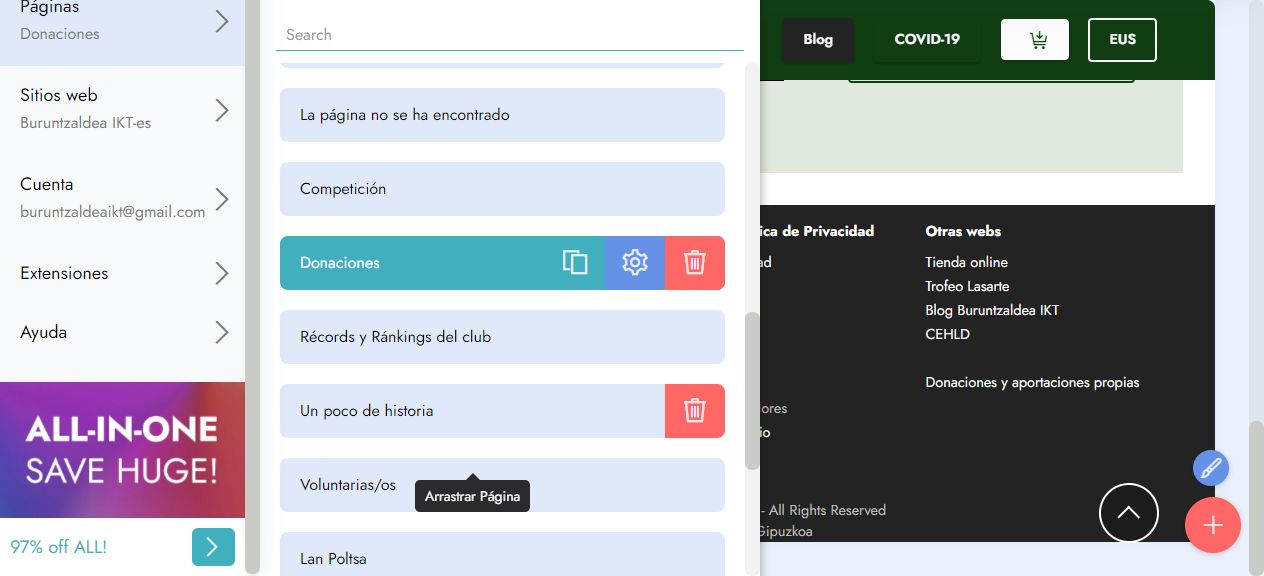 Páginas
Donaciones
Sitios web
Buruntzaldea IKT-es
Cuenta
buruntzaldeaikt@gmail.com
Extensiones
Ayuda
ALL-IN-ONE
SAVE HUGE!
97% off ALL!
Search
La página no se ha encontrado
Competición
Donaciones
Récords y Ránkings del club
Un poco de historia
Voluntarias/os
Arrastrar Página
Lan Poltsa
Blog
COVID-19
EUS
ica de Privacidad
ad
ores
io
- All Rights Reserved
Gipuzkoa
Otras webs
Tienda online
Trofeo Lasarte
Blog Buruntzaldea IKT
CEHLD
Donaciones y aportaciones propias